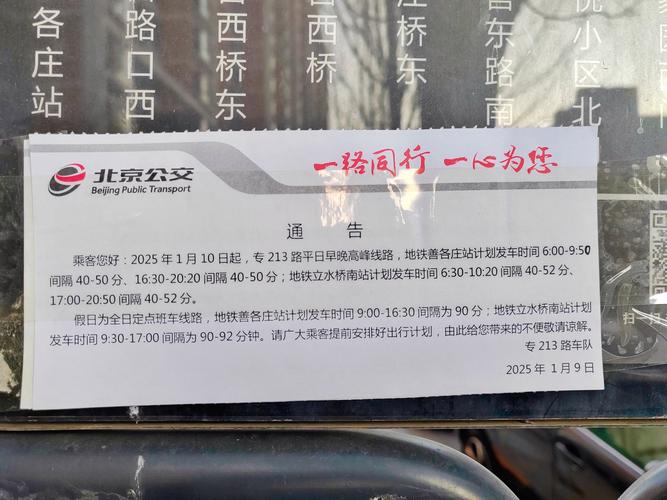 各庄站
路口西
西桥东
西桥
庄桥东
东路南
小区北
北京公交
Beijing Public Transport
一路同行 一心为您
通 告
乘客您好：2025 年 1 月 10 日起，专 213 路平日早晚高峰线路，地铁善各庄站计划发车时间 6:00-9:50
间隔 40-50 分、16:30-20:20 间隔 40-50 分；地铁立水桥南站计划发车时间 6:30-10:20 间隔 40-52 分、
17:00-20:50 间隔 40-52 分。
假日为全日定点班车线路，地铁善各庄站计划发车时间 9:00-16:30 间隔为 90 分；地铁立水桥南站计划
发车时间 9:30-17:00 间隔为 90-92 分钟。请广大乘客提前安排好出行计划，由此给您带来的不便敬请谅解。
专 213 路车队
2025 年 1 月 9 日